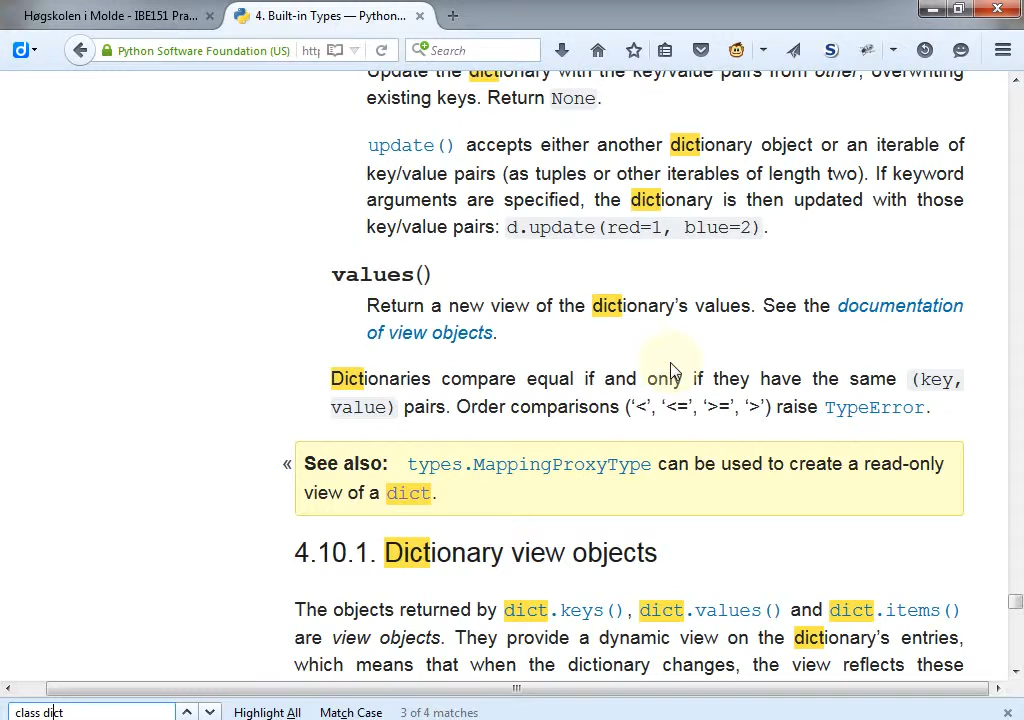 Høgskolen i Molde - IBE151 Pra...
4. Built-in Types — Python...
Python Software Foundation (US)
Search
Update the dictionary with the key/value pairs from other, overwriting
existing keys. Return None.
update() accepts either another dictionary object or an iterable of
key/value pairs (as tuples or other iterables of length two). If keyword
arguments are specified, the dictionary is then updated with those
key/value pairs: d.update(red=1, blue=2).
values()
Return a new view of the dictionary’s values. See the documentation
of view objects.
Dictionaries compare equal if and only if they have the same (key,
value) pairs. Order comparisons (‘<’, ‘<=’, ‘>=’, ‘>’) raise TypeError.
« See also: types.MappingProxyType can be used to create a read-only
view of a dict.
4.10.1. Dictionary view objects
The objects returned by dict.keys(), dict.values() and dict.items()
are view objects. They provide a dynamic view on the dictionary’s entries,
which means that when the dictionary changes, the view reflects these
class dict
Highlight All
Match Case
3 of 4 matches